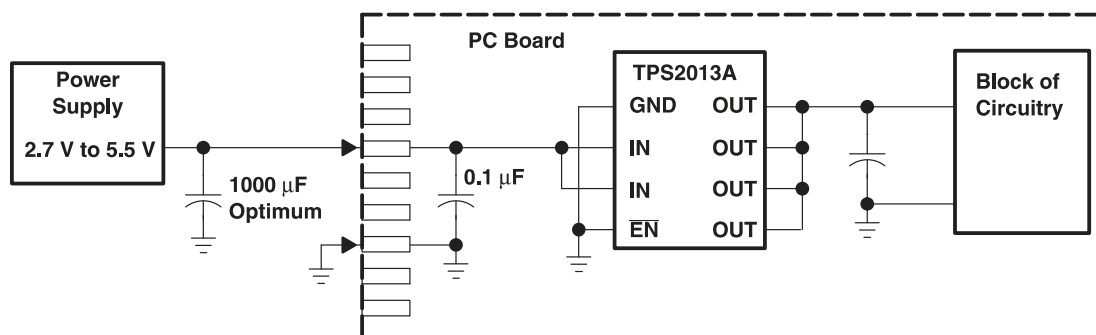 PC Board
Power
Supply
2.7 V to 5.5 V
1000 μF
Optimum
0.1 μF
TPS2013A
GND OUT
IN OUT
IN OUT
E̅N̅ OUT
Block of
Circuitry